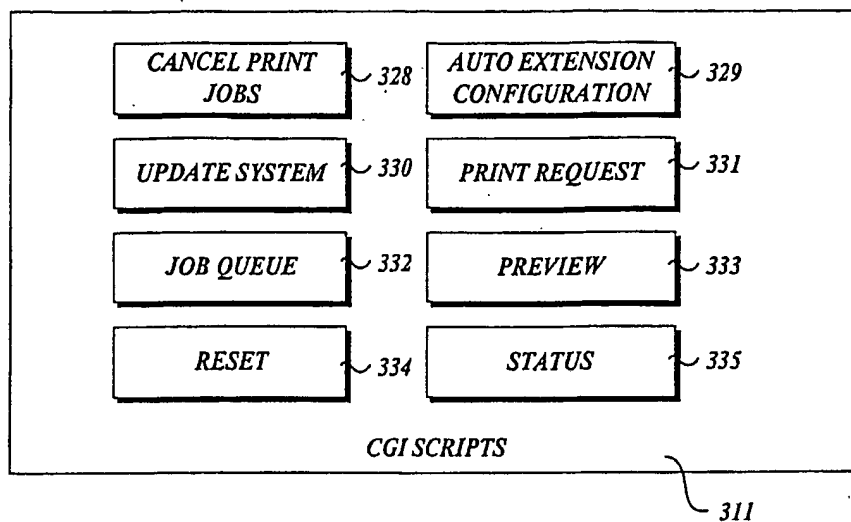 CANCEL PRINT
JOBS
328
AUTO EXTENSION
CONFIGURATION
329
UPDATE SYSTEM
330
PRINT REQUEST
331
JOB QUEUE
332
PREVIEW
333
RESET
334
STATUS
335
CGI SCRIPTS
311